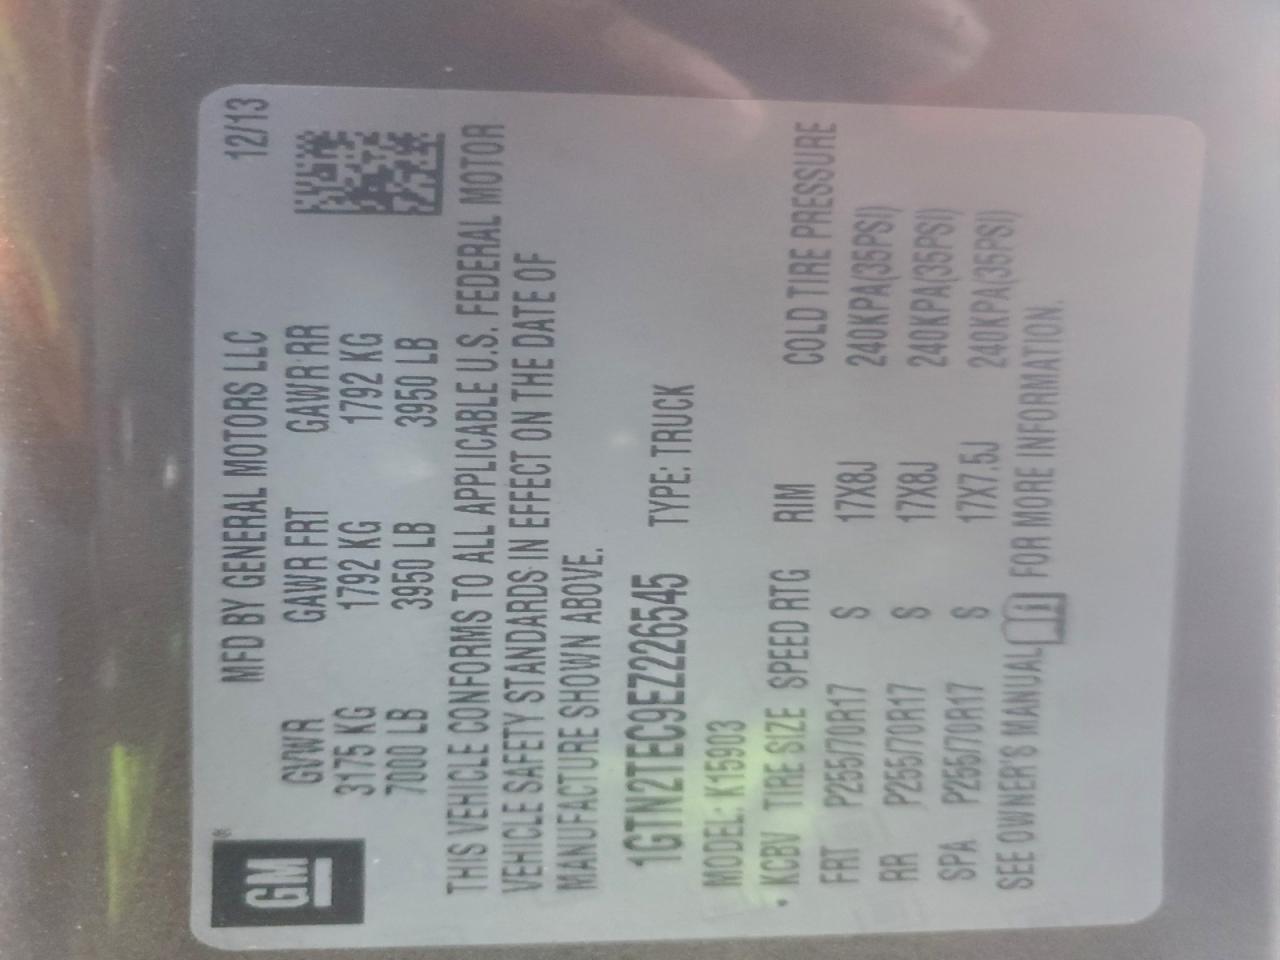 GM®
MFD BY GENERAL MOTORS LLC 12/13
GVWR GAWR FRT GAWR RR
3175 KG 1792 KG 1792 KG
7000 LB 3950 LB 3950 LB
THIS VEHICLE CONFORMS TO ALL APPLICABLE U.S. FEDERAL MOTOR
VEHICLE SAFETY STANDARDS IN EFFECT ON THE DATE OF
MANUFACTURE SHOWN ABOVE.
1GTN2TEC9EZ226545 TYPE: TRUCK
MODEL: K15903
KCBV TIRE SIZE SPEED RTG RIM COLD TIRE PRESSURE
FRT P255/70R17 S 17X8J 240KPA(35PSI)
RR P255/70R17 S 17X8J 240KPA(35PSI)
SPA P255/70R17 S 17X7.5J 240KPA(35PSI)
SEE OWNER'S MANUAL FOR MORE INFORMATION.